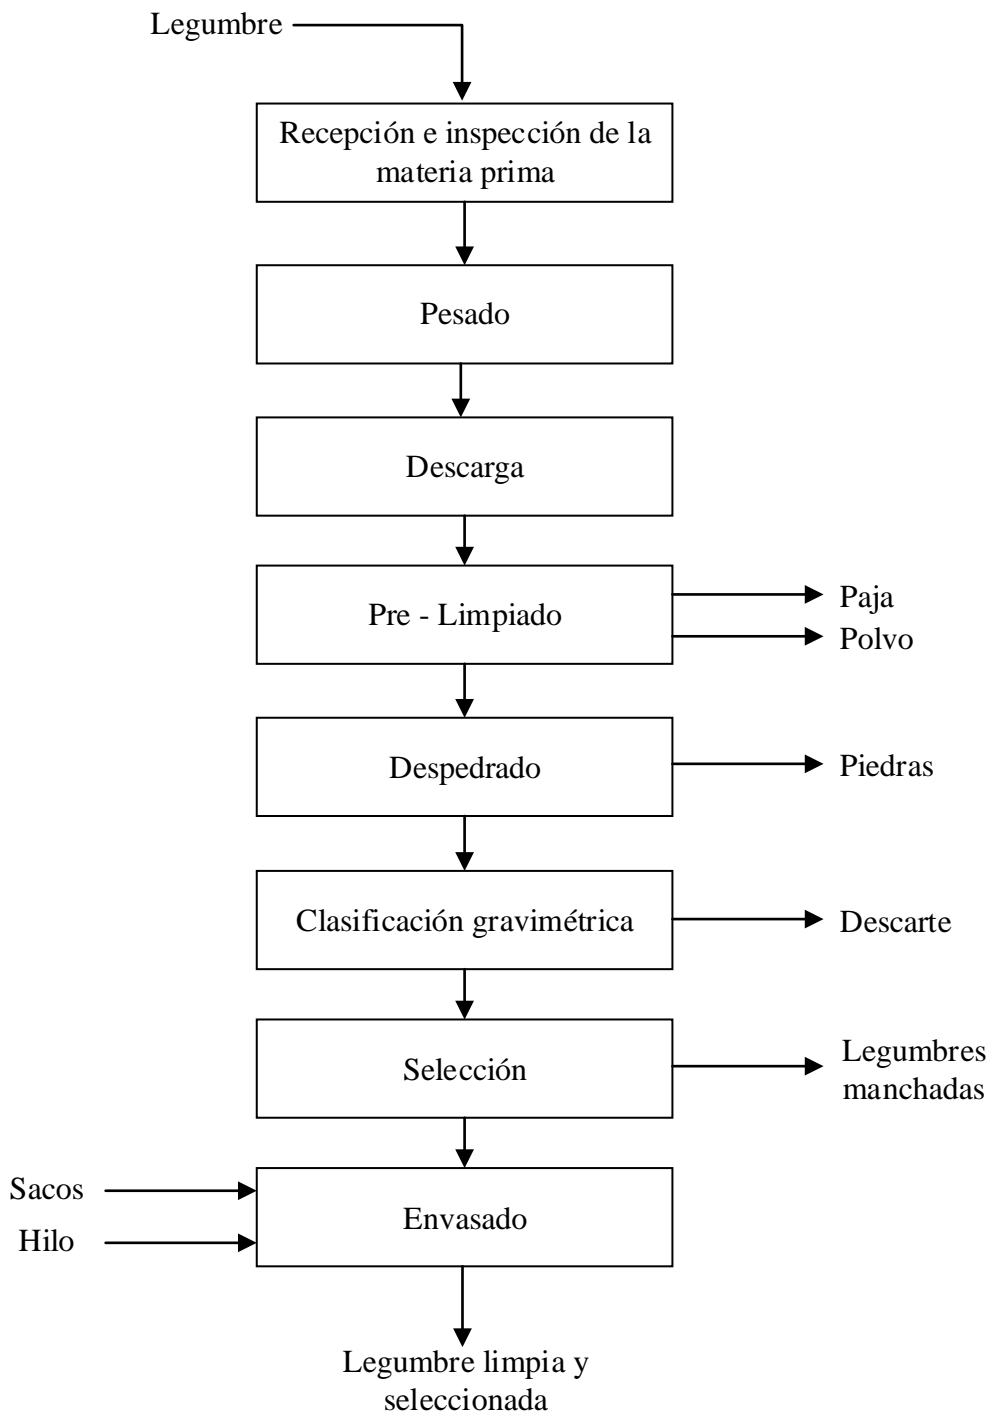 Legumbre
Recepción e inspección de la
materia prima
Pesado
Descarga
Pre - Limpiado
Paja
Polvo
Despedrado
Piedras
Clasificación gravimétrica
Descarte
Selección
Legumbres
manchadas
Sacos
Hilo
Envasado
Legumbre limpia y
seleccionada